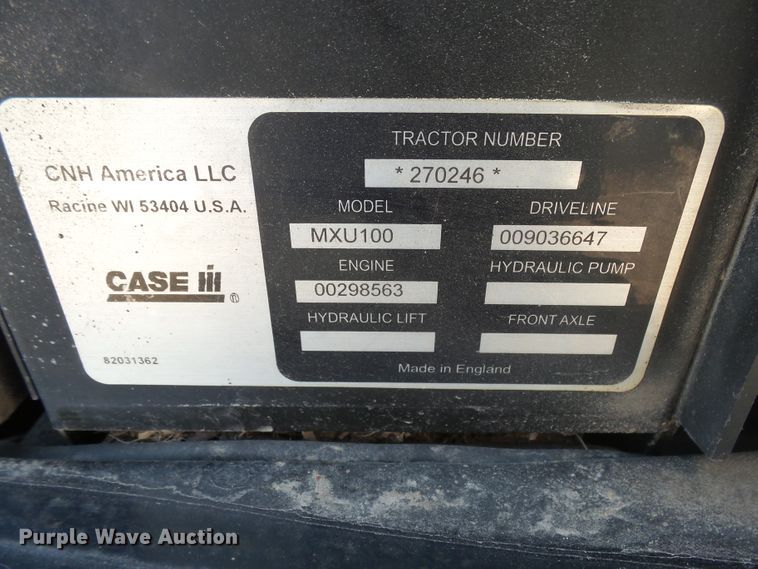 CNH America LLC
Racine WI 53404 U.S.A.
CASE IH ®
82031362
TRACTOR NUMBER
* 270246 *
MODEL
MXU100
DRIVELINE
009036647
ENGINE
00298563
HYDRAULIC PUMP
HYDRAULIC LIFT
FRONT AXLE
Made in England
Purple Wave Auction